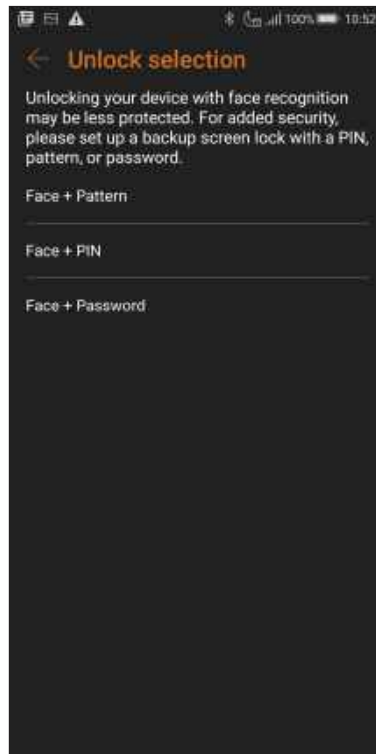 100% 10:52
Unlock selection
Unlocking your device with face recognition
may be less protected. For added security,
please set up a backup screen lock with a PIN,
pattern, or password.
Face + Pattern
Face + PIN
Face + Password